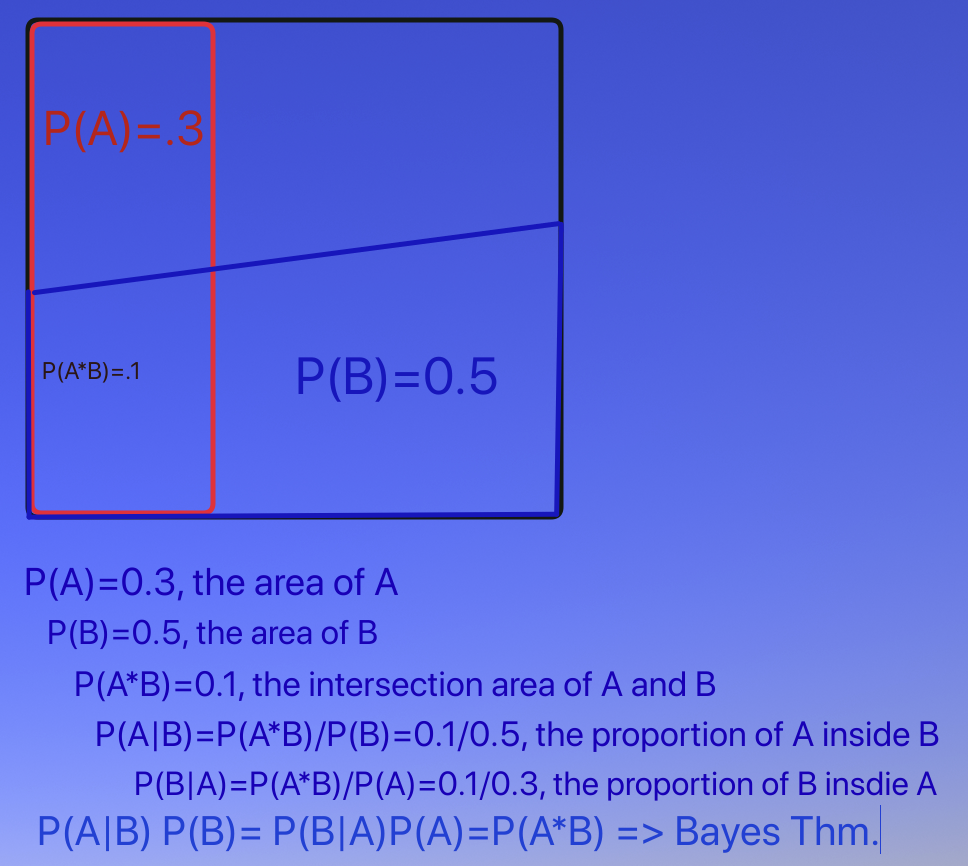 P(A)=.3
P(A*B)=.1
P(B)=0.5
P(A)=0.3, the area of A
P(B)=0.5, the area of B
P(A*B)=0.1, the intersection area of A and B
P(A|B)=P(A*B)/P(B)=0.1/0.5, the proportion of A inside B
P(B|A)=P(A*B)/P(A)=0.1/0.3, the proportion of B insdie A
P(A|B) P(B)= P(B|A)P(A)=P(A*B) => Bayes Thm.